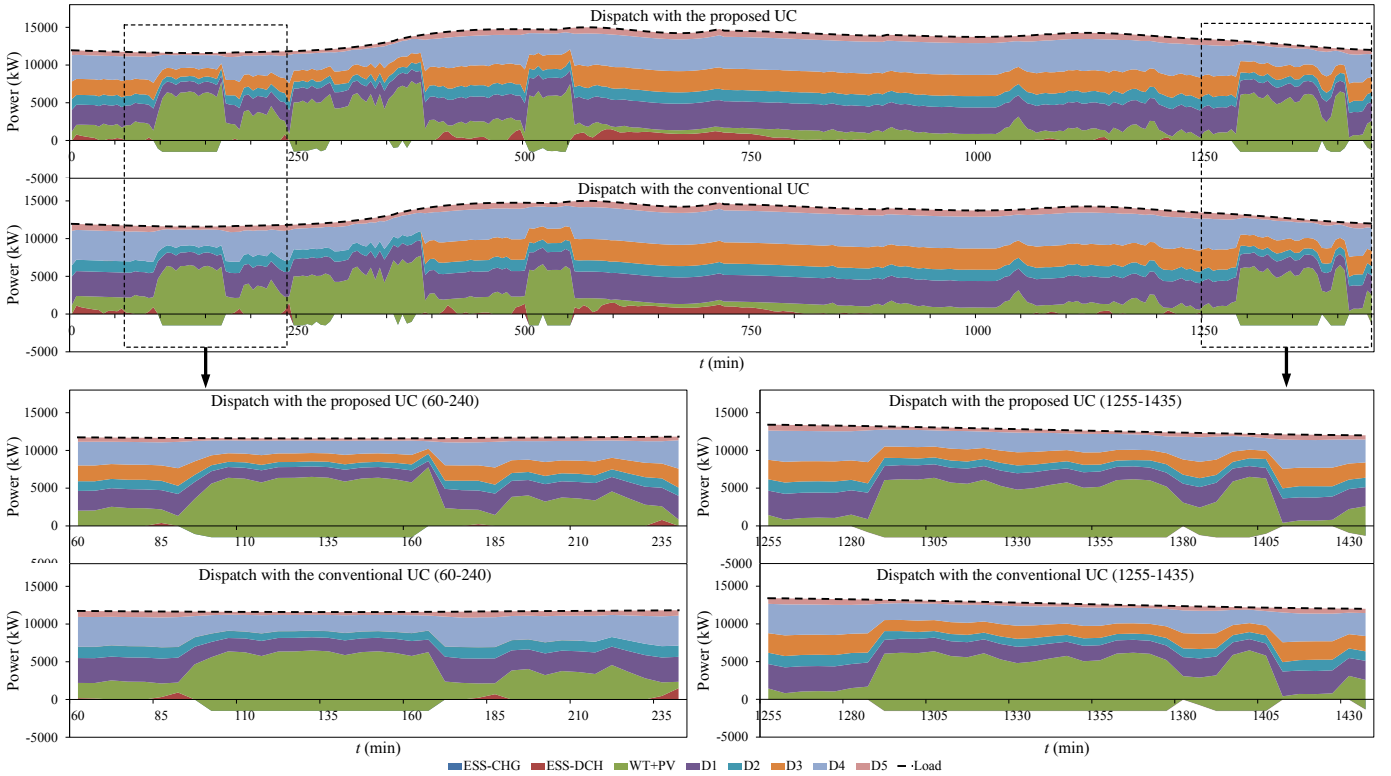 Dispatch with the proposed UC
Power (kW)
15000
10000
5000
0
-5000
0 250 500 750 1000 1250
Dispatch with the conventional UC
Power (kW)
15000
10000
5000
0
-5000
0 250 500 750 1000 1250
t (min)
Dispatch with the proposed UC (60-240)
Power (kW)
15000
10000
5000
0
-5000
60 85 110 135 160 185 210 235
Dispatch with the conventional UC (60-240)
Power (kW)
15000
10000
5000
0
-5000
60 85 110 135 160 185 210 235
t (min)
Dispatch with the proposed UC (1255-1435)
Power (kW)
15000
10000
5000
0
-5000
1255 1280 1305 1330 1355 1380 1405 1430
Dispatch with the conventional UC (1255-1435)
Power (kW)
15000
10000
5000
0
-5000
1255 1280 1305 1330 1355 1380 1405 1430
t (min)
ESS-CHG ESS-DCH WT+PV D1 D2 D3 D4 D5 Load